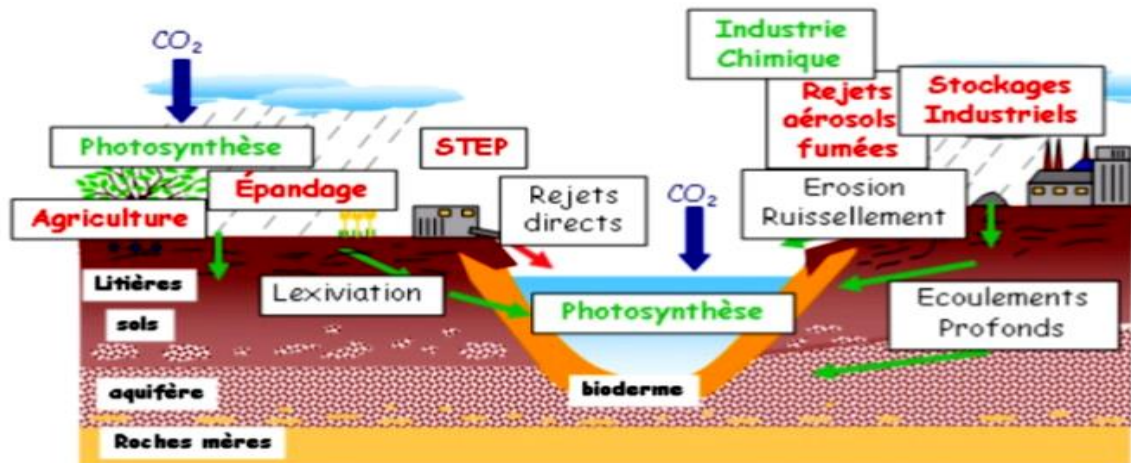 CO2
Photosynthèse
Agriculture
Épandage
STEP
Rejets
directs
Industrie
Chimique
Rejets
aérosols
fumées
Stockages
Industriels
CO2
Erosion
Ruissellement
Litières
Lexiviation
Photosynthèse
Ecoulements
Profonds
sols
aquifère
bioderme
Roches mères